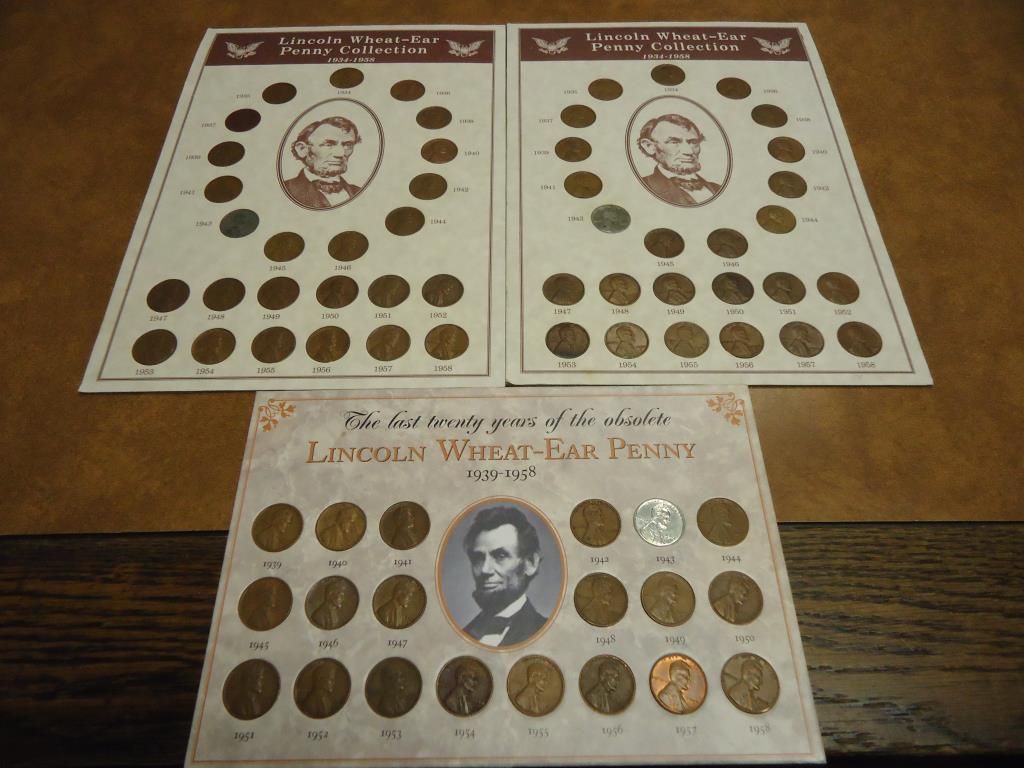 Lincoln Wheat-Ear
Penny Collection
1934-1958
1934
1935
1936
1937
1938
1939
1940
1941
1942
1943
1944
1945
1946
1947 1948 1949 1950 1951 1952
1953 1954 1955 1956 1957 1958
Lincoln Wheat-Ear
Penny Collection
1934-1958
1934
1935
1936
1937
1938
1939
1940
1941
1942
1943
1944
1945
1946
1947 1948 1949 1950 1951 1952
1953 1954 1955 1956 1957 1958
The last twenty years of the obsolete
LINCOLN WHEAT-EAR PENNY
1939-1958
1939 1940 1941 1942 1943 1944
1945 1946 1947 1948 1949 1950
1951 1952 1953 1954 1955 1956 1957 1958